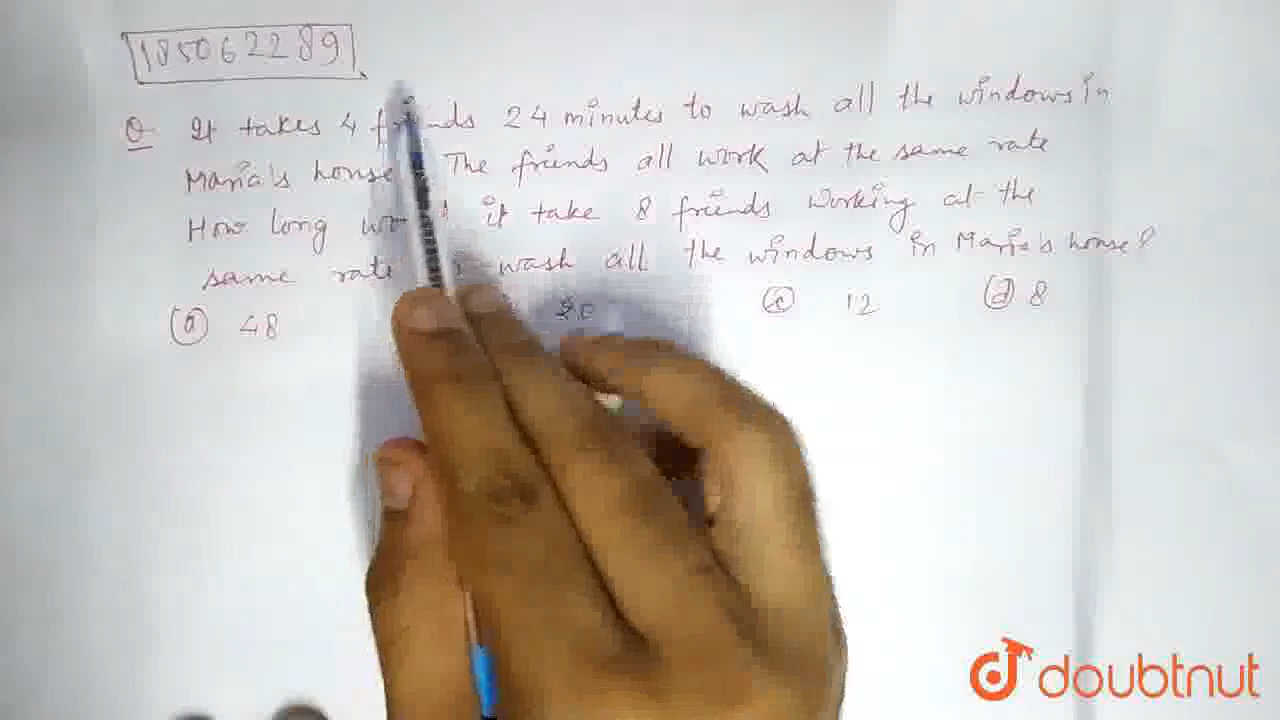 185062289
Q It takes 4 friends 24 minutes to wash all the windows in
Maria's house. The friends all work at the same rate
How long it take 8 friends working at the
same rate wash all the windows in Maria's house?
(a) 48 20 (c) 12 (d) 8
doubtnut